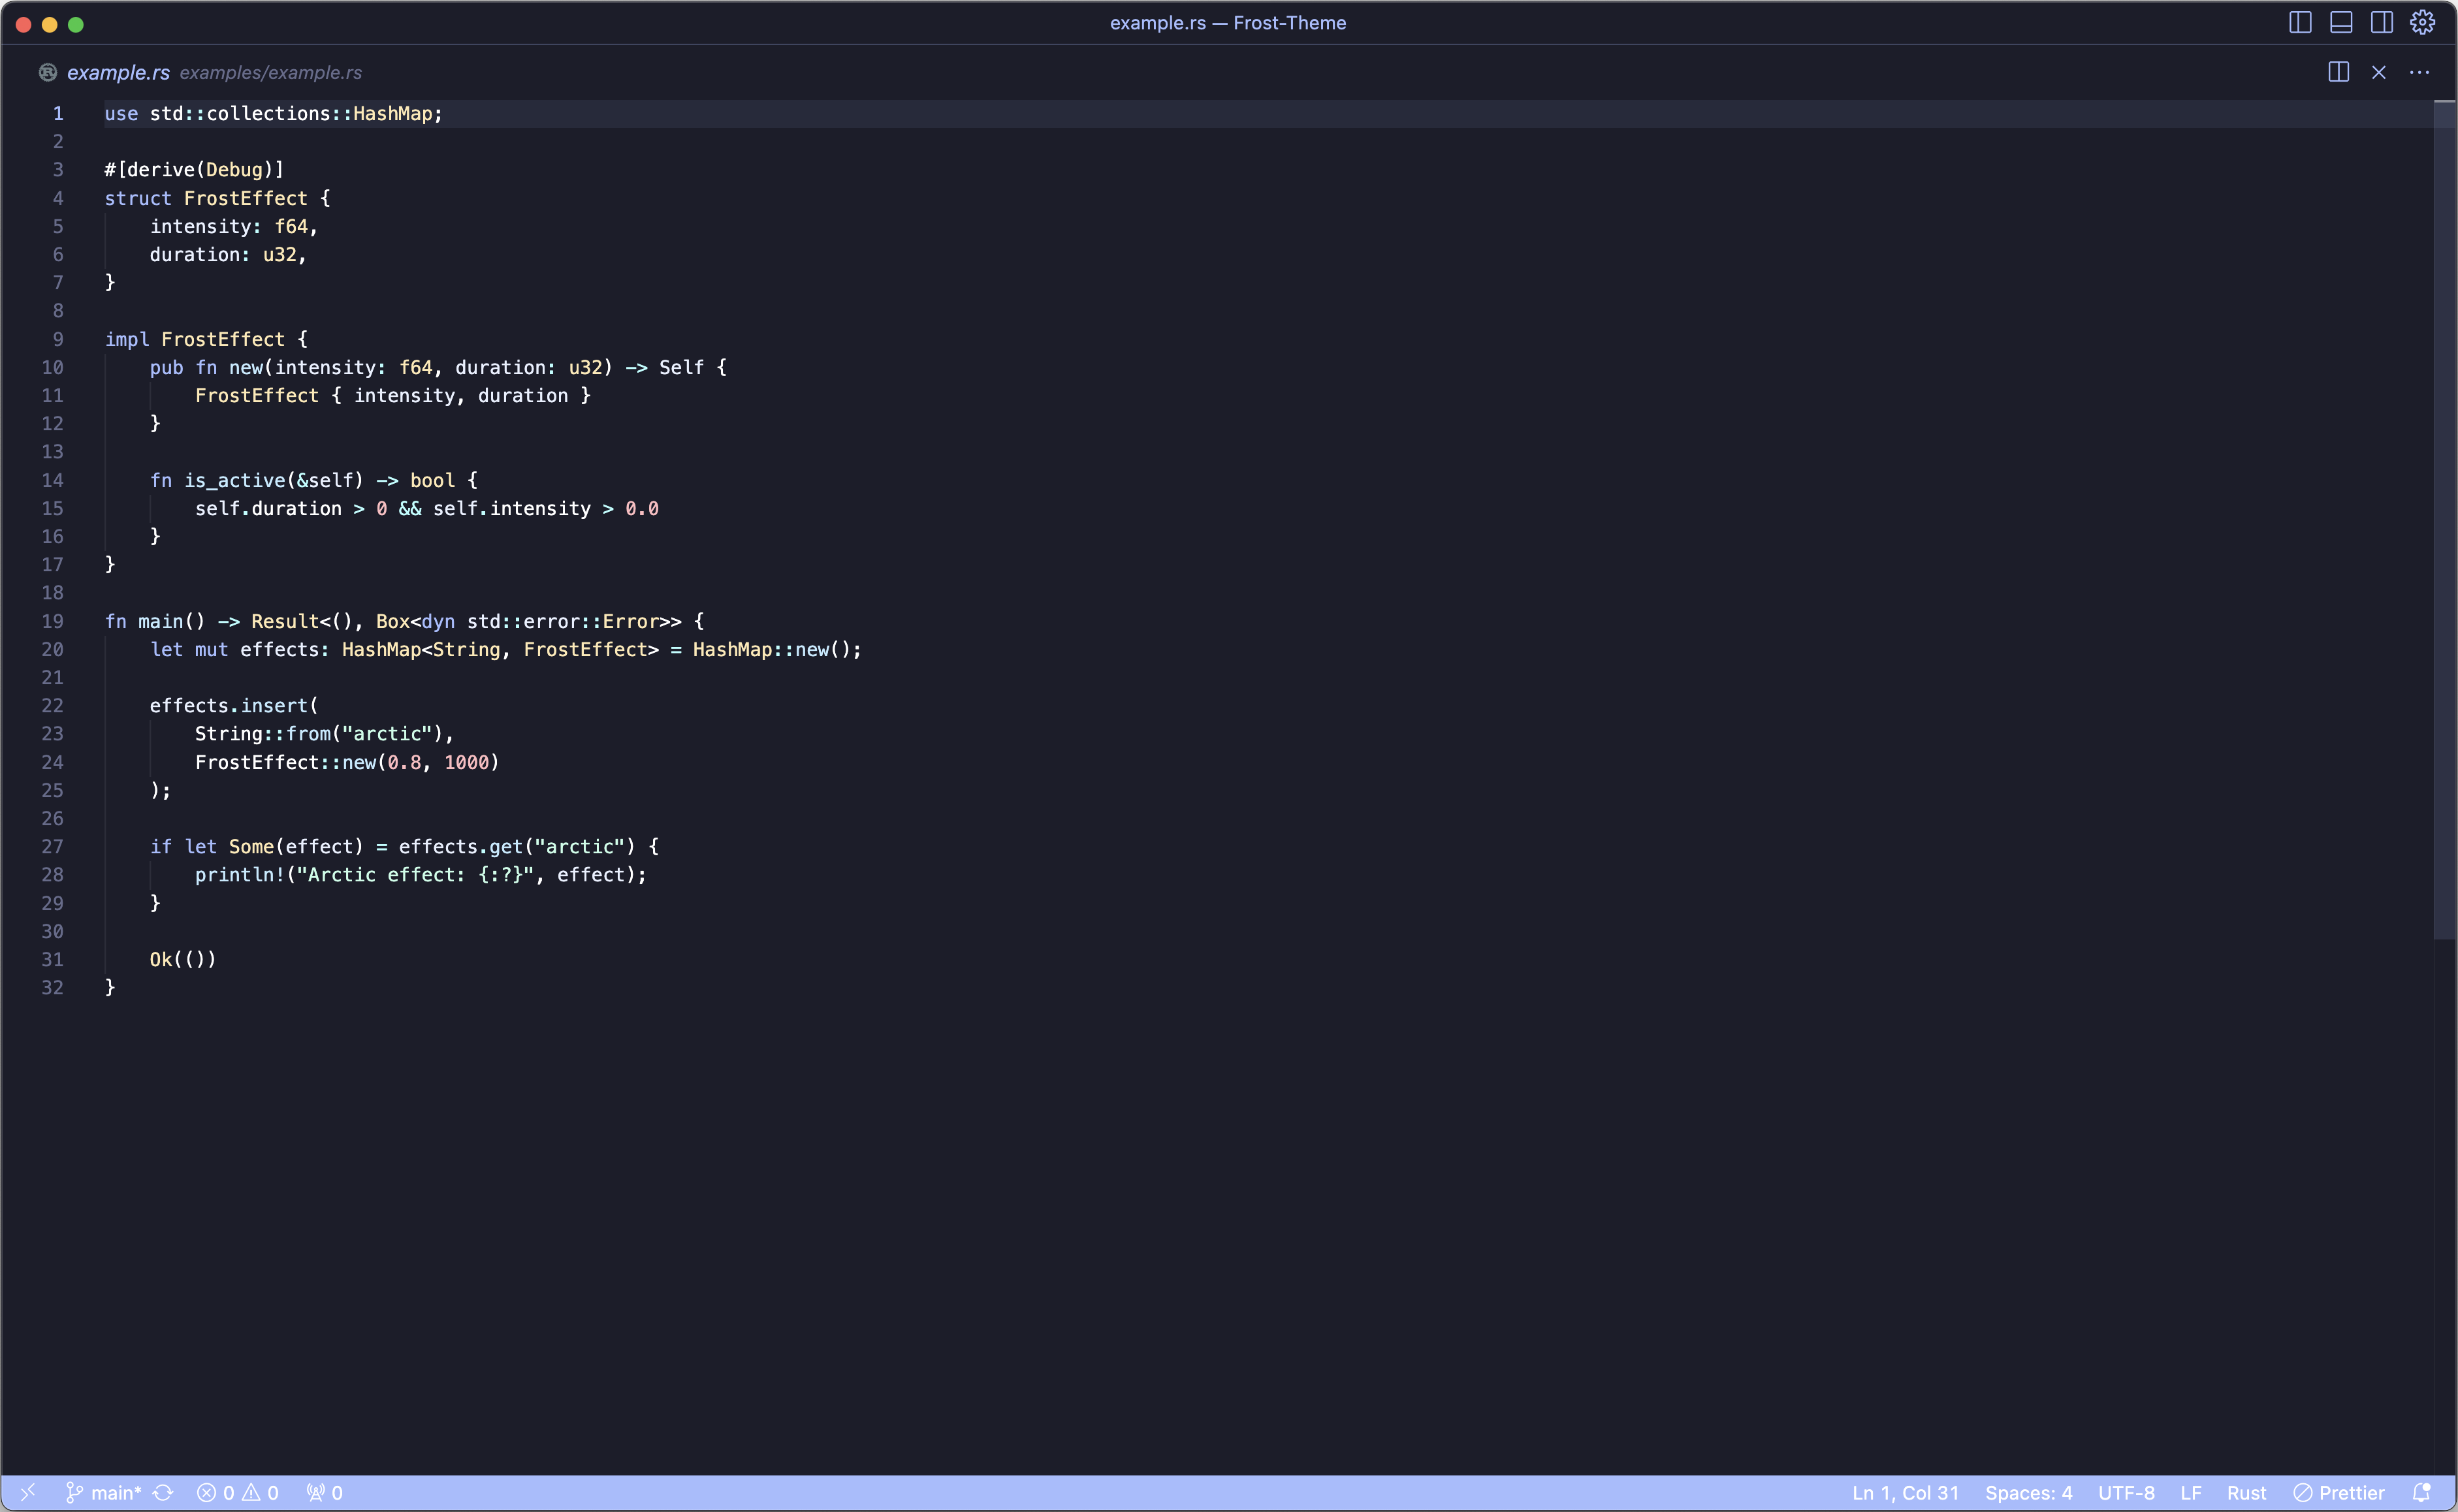 example.rs — Frost-Theme
example.rs examples/example.rs
1 use std::collections::HashMap;
2
3 #[derive(Debug)]
4 struct FrostEffect {
5     intensity: f64,
6     duration: u32,
7 }
8
9 impl FrostEffect {
10     pub fn new(intensity: f64, duration: u32) -> Self {
11         FrostEffect { intensity, duration }
12     }
13
14     fn is_active(&self) -> bool {
15         self.duration > 0 && self.intensity > 0.0
16     }
17 }
18
19 fn main() -> Result<(), Box<dyn std::error::Error>> {
20     let mut effects: HashMap<String, FrostEffect> = HashMap::new();
21
22     effects.insert(
23         String::from("arctic"),
24         FrostEffect::new(0.8, 1000)
25     );
26
27     if let Some(effect) = effects.get("arctic") {
28         println!("Arctic effect: {:?}", effect);
29     }
30
31     Ok(())
32 }
main* 0 0 0 Ln 1, Col 31 Spaces: 4 UTF-8 LF Rust Prettier